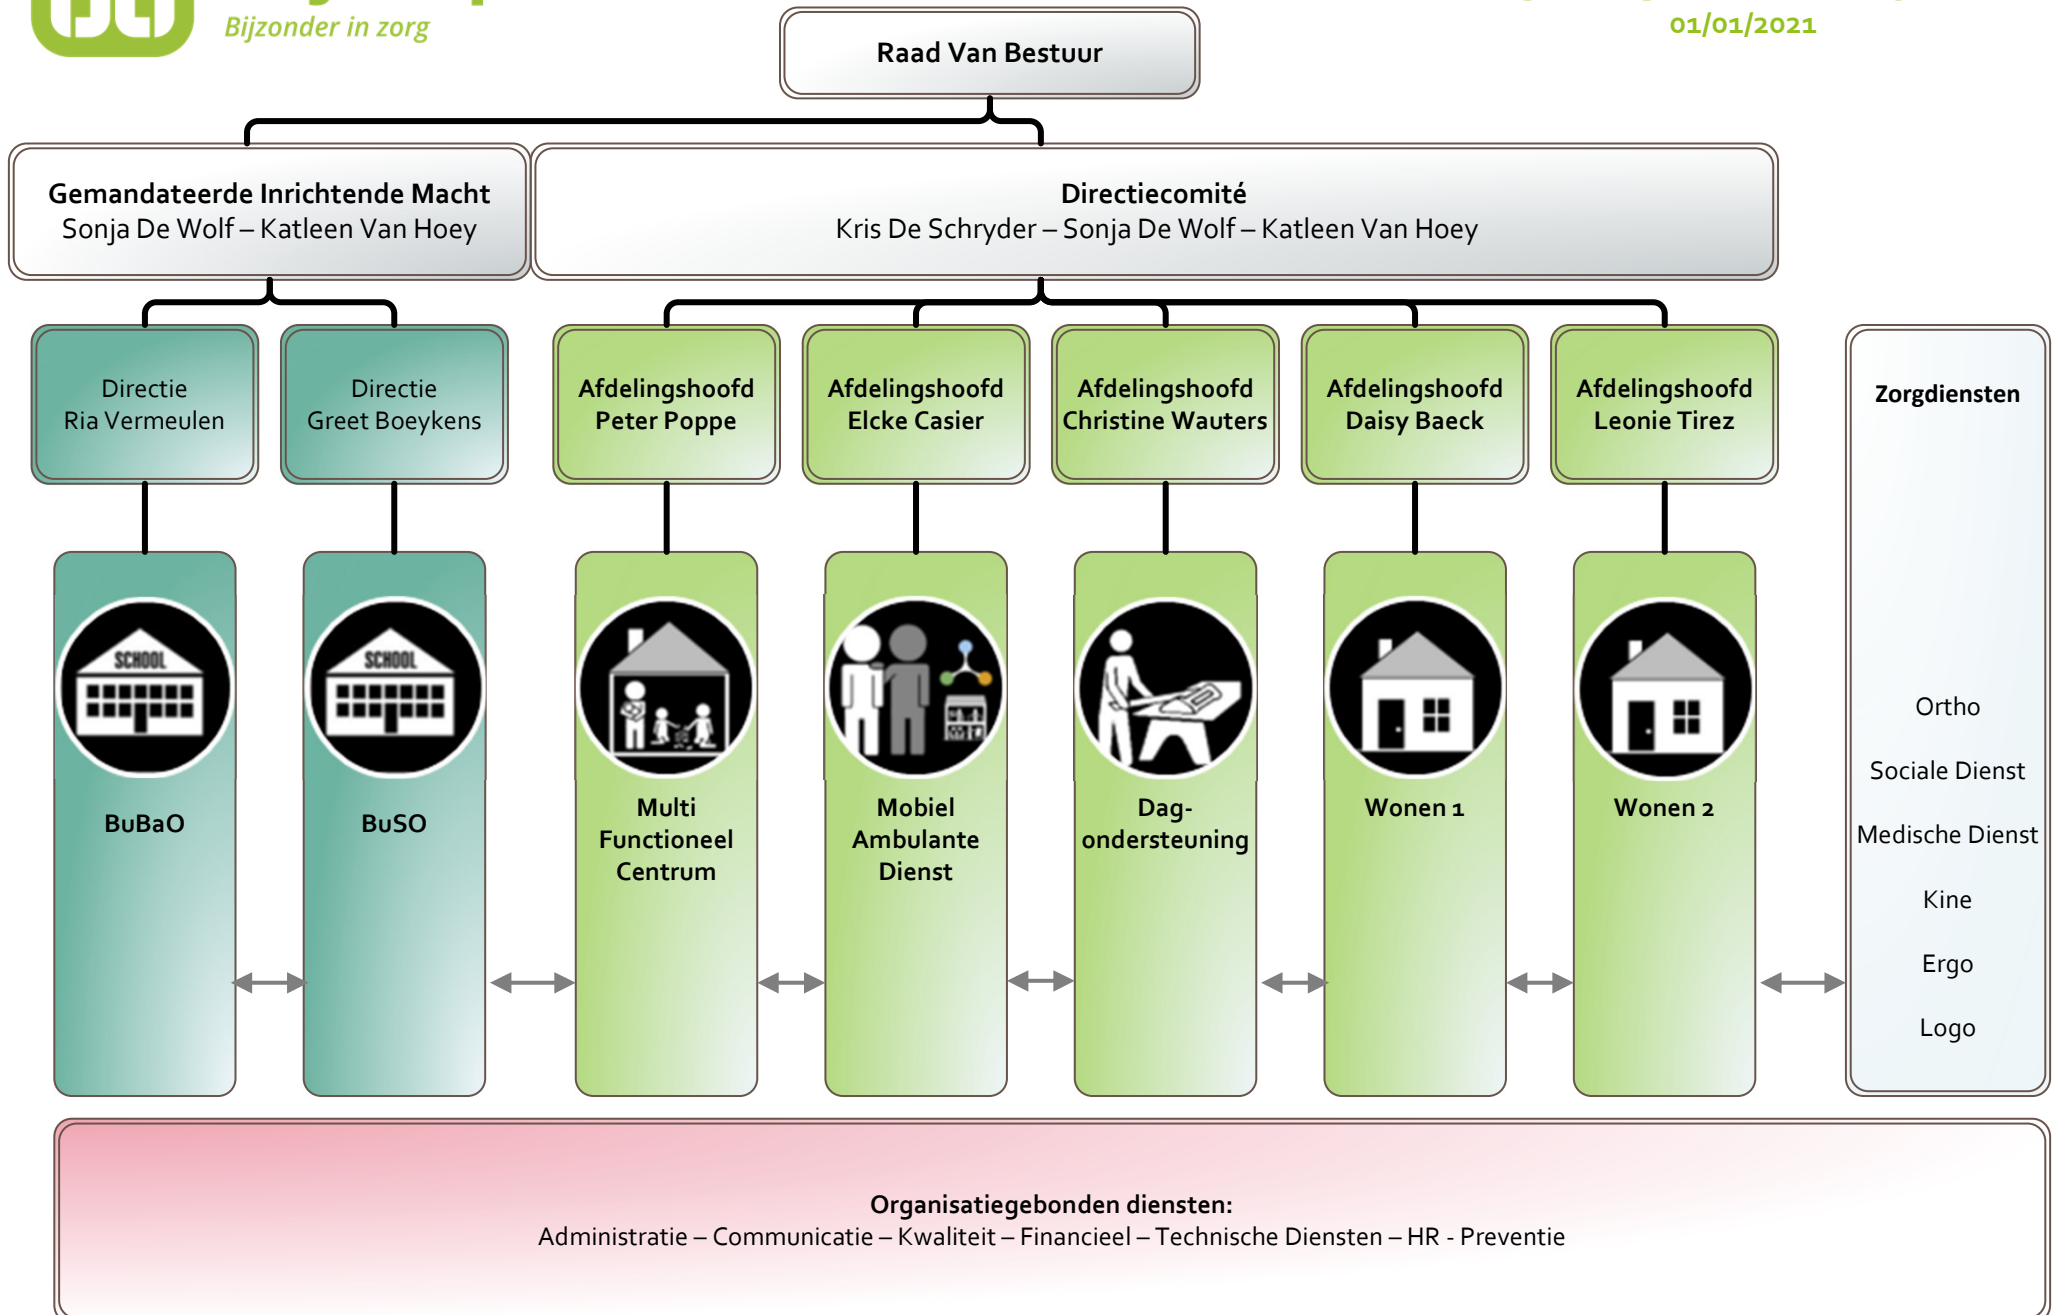 Bijzonder in zorg
01/01/2021
Raad Van Bestuur
Gemandateerde Inrichtende Macht
Sonja De Wolf – Katleen Van Hoey
Directiecomité
Kris De Schryder – Sonja De Wolf – Katleen Van Hoey
Directie
Ria Vermeulen
Directie
Greet Boeykens
Afdelingshoofd
Peter Poppe
Afdelingshoofd
Elcke Casier
Afdelingshoofd
Christine Wauters
Afdelingshoofd
Daisy Baeck
Afdelingshoofd
Leonie Tirez
Zorgdiensten
SCHOOL
BuBaO
SCHOOL
BuSO
Multi
Functioneel
Centrum
Mobiel
Ambulante
Dienst
Dag-
ondersteuning
Wonen 1
Wonen 2
Ortho
Sociale Dienst
Medische Dienst
Kine
Ergo
Logo
Organisatiegebonden diensten:
Administratie – Communicatie – Kwaliteit – Financieel – Technische Diensten – HR - Preventie